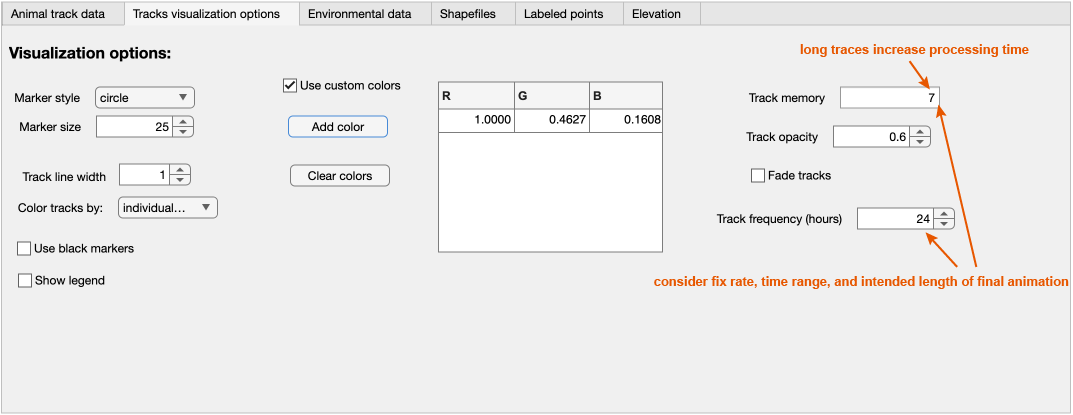 Animal track data
Tracks visualization options
Environmental data
Shapefiles
Labeled points
Elevation
Visualization options:
Marker style
circle
Marker size
25
Track line width
1
Color tracks by:
individual...
Use black markers
Show legend
Use custom colors
Add color
Clear colors
R G B
1.0000 0.4627 0.1608
long traces increase processing time
Track memory
7
Track opacity
0.6
Fade tracks
Track frequency (hours)
24
consider fix rate, time range, and intended length of final animation